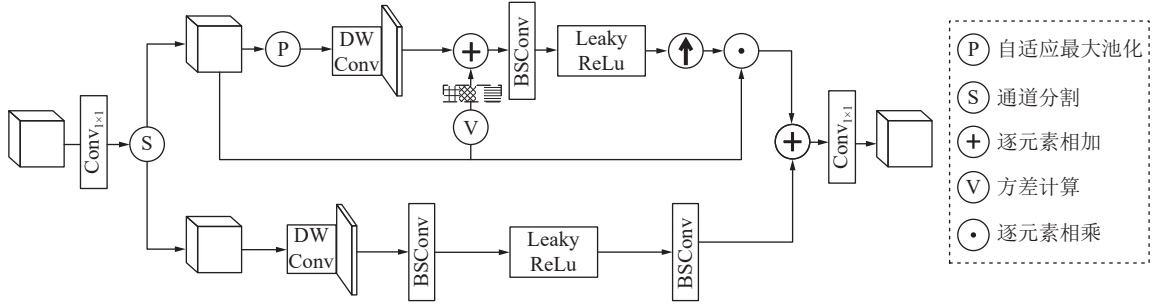 P
DW
Conv
BSConv
Leaky
ReLu
V
Conv1×1
S
Conv1×1
DW
Conv
BSConv
Leaky
ReLu
BSConv
P 自适应最大池化
S 通道分割
+ 逐元素相加
V 方差计算
· 逐元素相乘